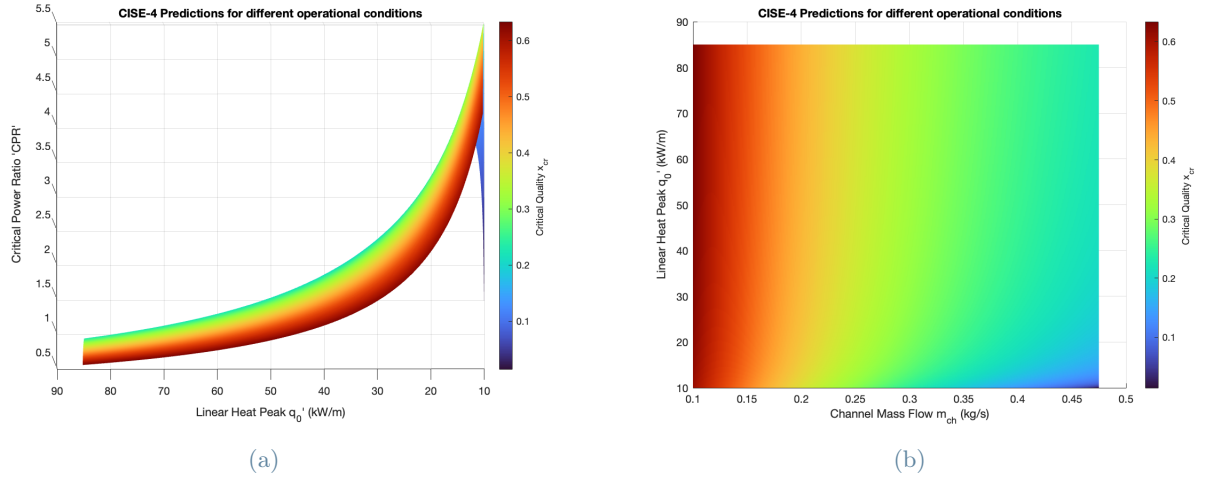 CISE-4 Predictions for different operational conditions
5.5
5
4.5
4
3.5
3
2.5
2
1.5
1
0.5
Critical Power Ratio 'CPR'
90 80 70 60 50 40 30 20 10
Linear Heat Peak q0' (kW/m)
0.6
0.5
0.4
0.3
0.2
0.1
Critical Quality xcr
(a)
CISE-4 Predictions for different operational conditions
90
80
70
60
50
40
30
20
10
Linear Heat Peak q0' (kW/m)
0.1 0.15 0.2 0.25 0.3 0.35 0.4 0.45 0.5
Channel Mass Flow mch (kg/s)
0.6
0.5
0.4
0.3
0.2
0.1
Critical Quality xcr
(b)